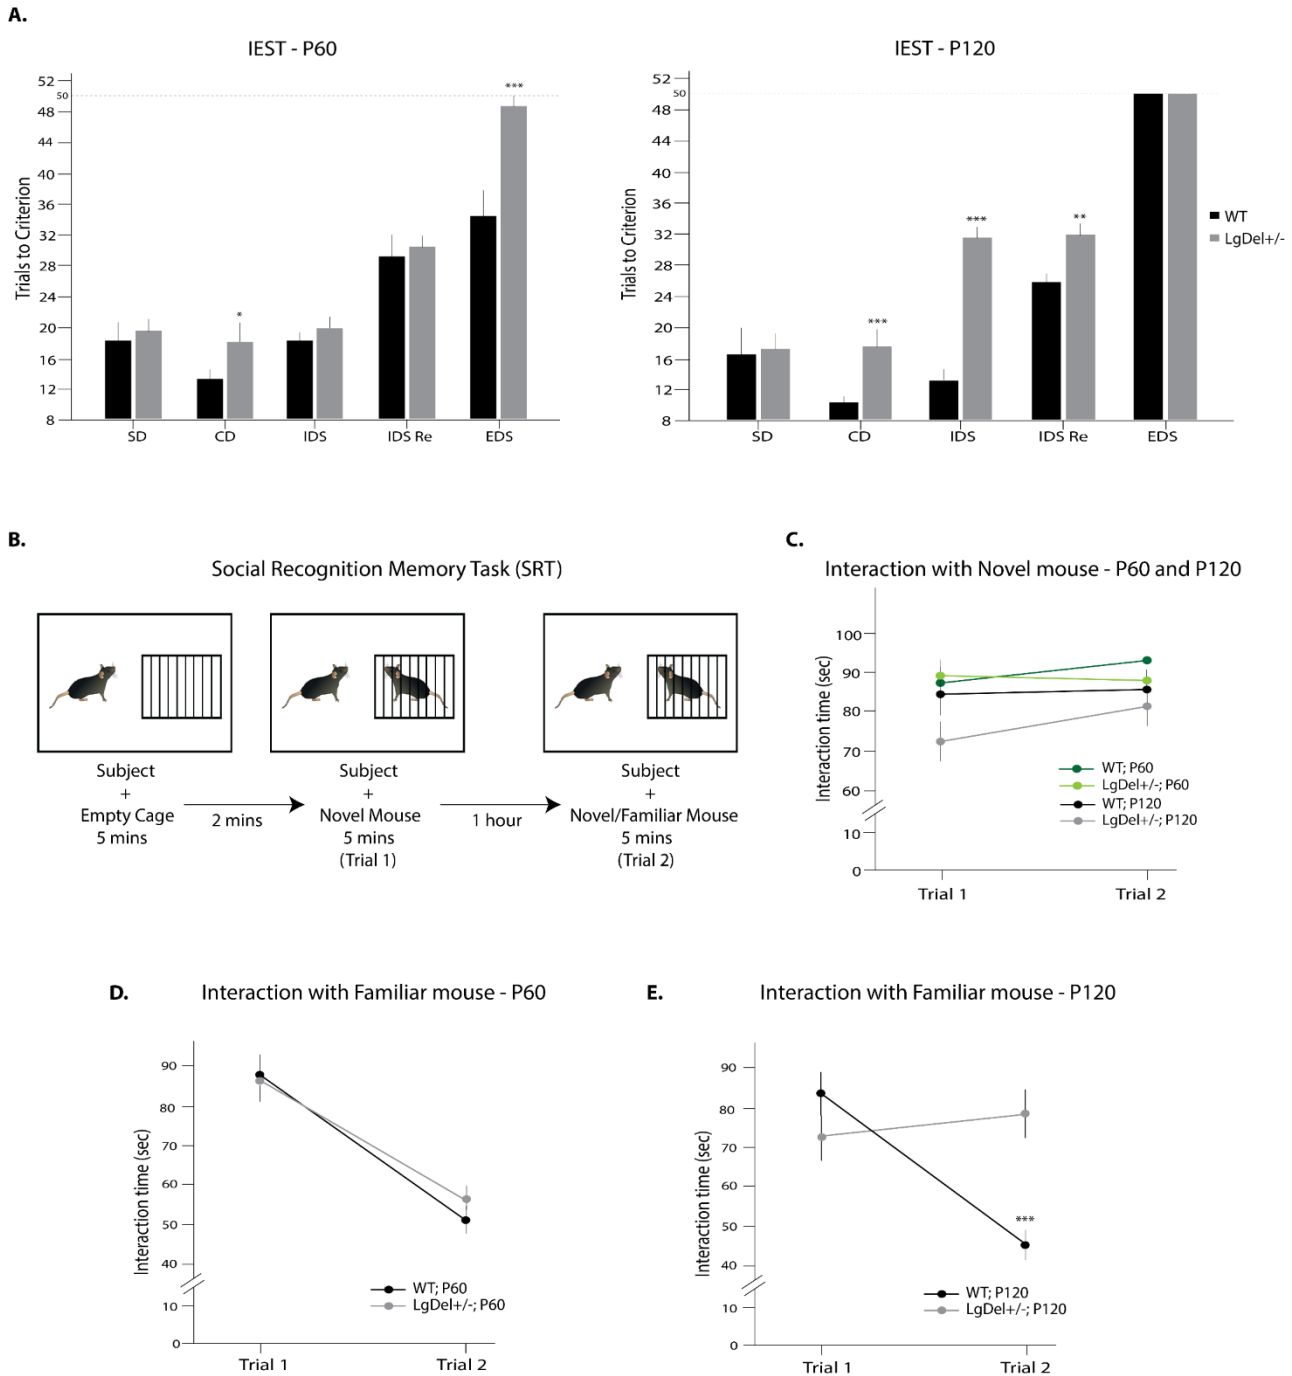 A.
IEST - P60
52
50
48
44
40
36
32
28
24
20
16
12
8
Trials to Criterion
***
*
SD CD IDS IDS Re EDS
IEST - P120
52
50
48
44
40
36
32
28
24
20
16
12
8
Trials to Criterion
***
***
**
SD CD IDS IDS Re EDS
WT
LgDel+/-
B.
Social Recognition Memory Task (SRT)
Subject
+
Empty Cage
5 mins
2 mins
Subject
+
Novel Mouse
5 mins
(Trial 1)
1 hour
Subject
+
Novel/Familiar Mouse
5 mins
(Trial 2)
C.
Interaction with Novel mouse - P60 and P120
Interaction time (sec)
100
90
80
70
60
10
0
WT; P60
LgDel+/-; P60
WT; P120
LgDel+/-; P120
Trial 1 Trial 2
D.
Interaction with Familiar mouse - P60
Interaction time (sec)
90
80
70
60
50
40
10
0
WT; P60
LgDel+/-; P60
Trial 1 Trial 2
E.
Interaction with Familiar mouse - P120
Interaction time (sec)
90
80
70
60
50
40
10
0
***
WT; P120
LgDel+/-; P120
Trial 1 Trial 2